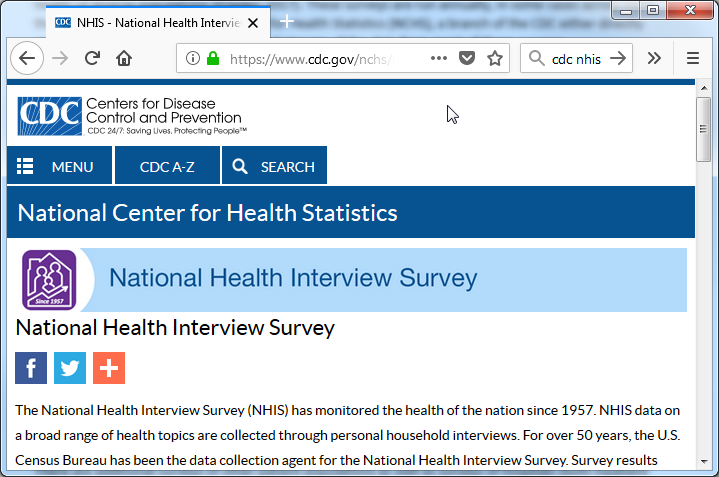 NHIS - National Health Intervie
https://www.cdc.gov/nchs/
cdc nhis
CDC
Centers for Disease
Control and Prevention
CDC 24/7: Saving Lives, Protecting People™
MENU
CDC A-Z
SEARCH
National Center for Health Statistics
Since 1957
National Health Interview Survey
National Health Interview Survey
The National Health Interview Survey (NHIS) has monitored the health of the nation since 1957. NHIS data on
a broad range of health topics are collected through personal household interviews. For over 50 years, the U.S.
Census Bureau has been the data collection agent for the National Health Interview Survey. Survey results